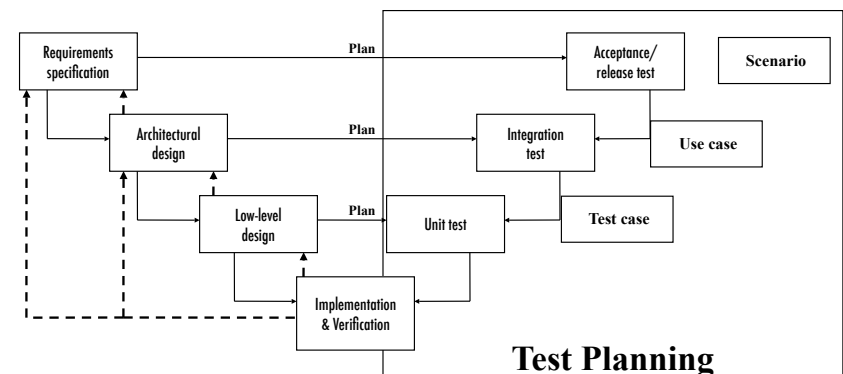 Requirements
specification
Plan
Acceptance/
release test
Scenario
Architectural
design
Plan
Integration
test
Use case
Low-level
design
Plan
Unit test
Test case
Implementation
& Verification
Test Planning